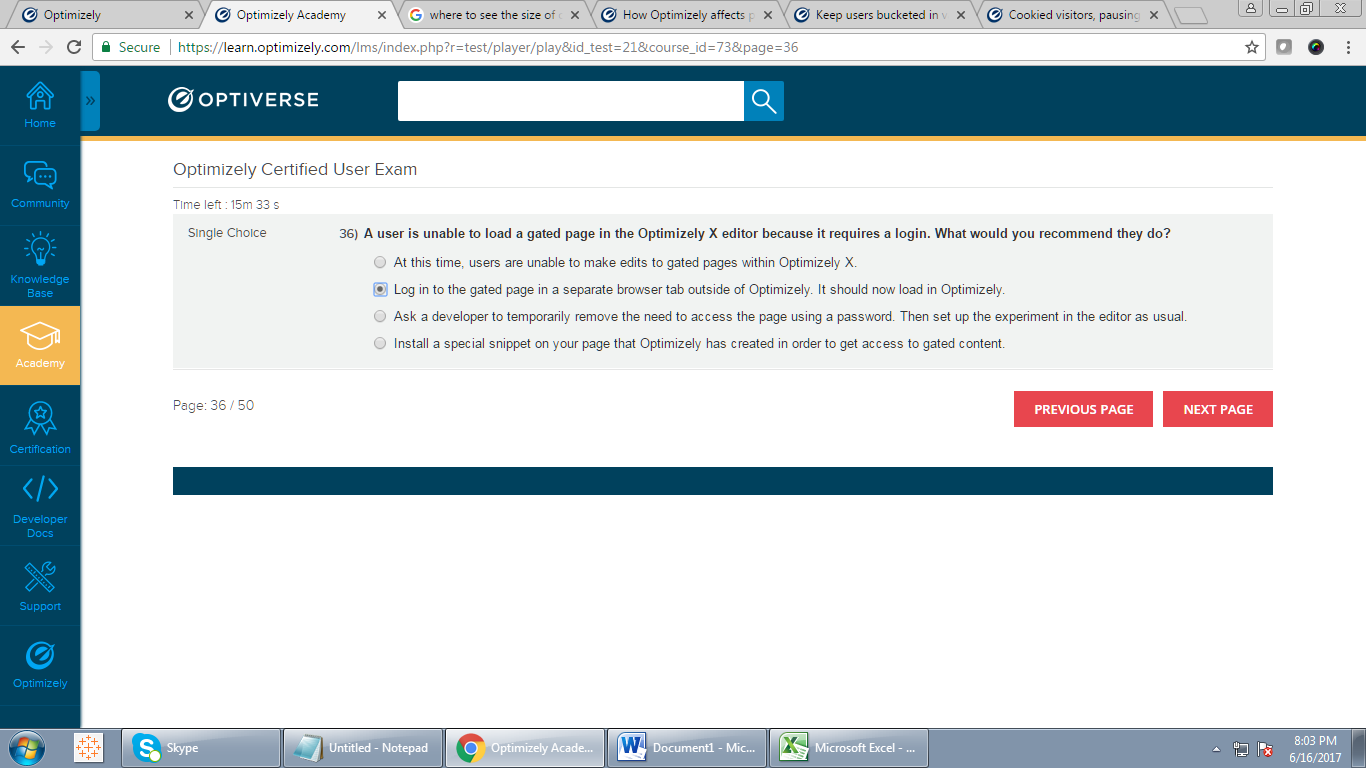 Optimizely
Optimizely Academy
where to see the size of
How Optimizely affects p
Keep users bucketed in v
Cookied visitors, pausing
Secure
https://learn.optimizely.com/lms/index.php?r=test/player/play&id_test=21&course_id=73&page=36
Home
»
OPTIVERSE
Community
Knowledge
Base
Academy
Certification
Developer
Docs
Support
Optimizely
Optimizely Certified User Exam
Time left : 15m 33 s
Single Choice
36) A user is unable to load a gated page in the Optimizely X editor because it requires a login. What would you recommend they do?
At this time, users are unable to make edits to gated pages within Optimizely X.
Log in to the gated page in a separate browser tab outside of Optimizely. It should now load in Optimizely.
Ask a developer to temporarily remove the need to access the page using a password. Then set up the experiment in the editor as usual.
Install a special snippet on your page that Optimizely has created in order to get access to gated content.
Page: 36 / 50
PREVIOUS PAGE
NEXT PAGE
Skype
Untitled - Notepad
Optimizely Acade...
Document1 - Mic...
Microsoft Excel - ...
8:03 PM
6/16/2017